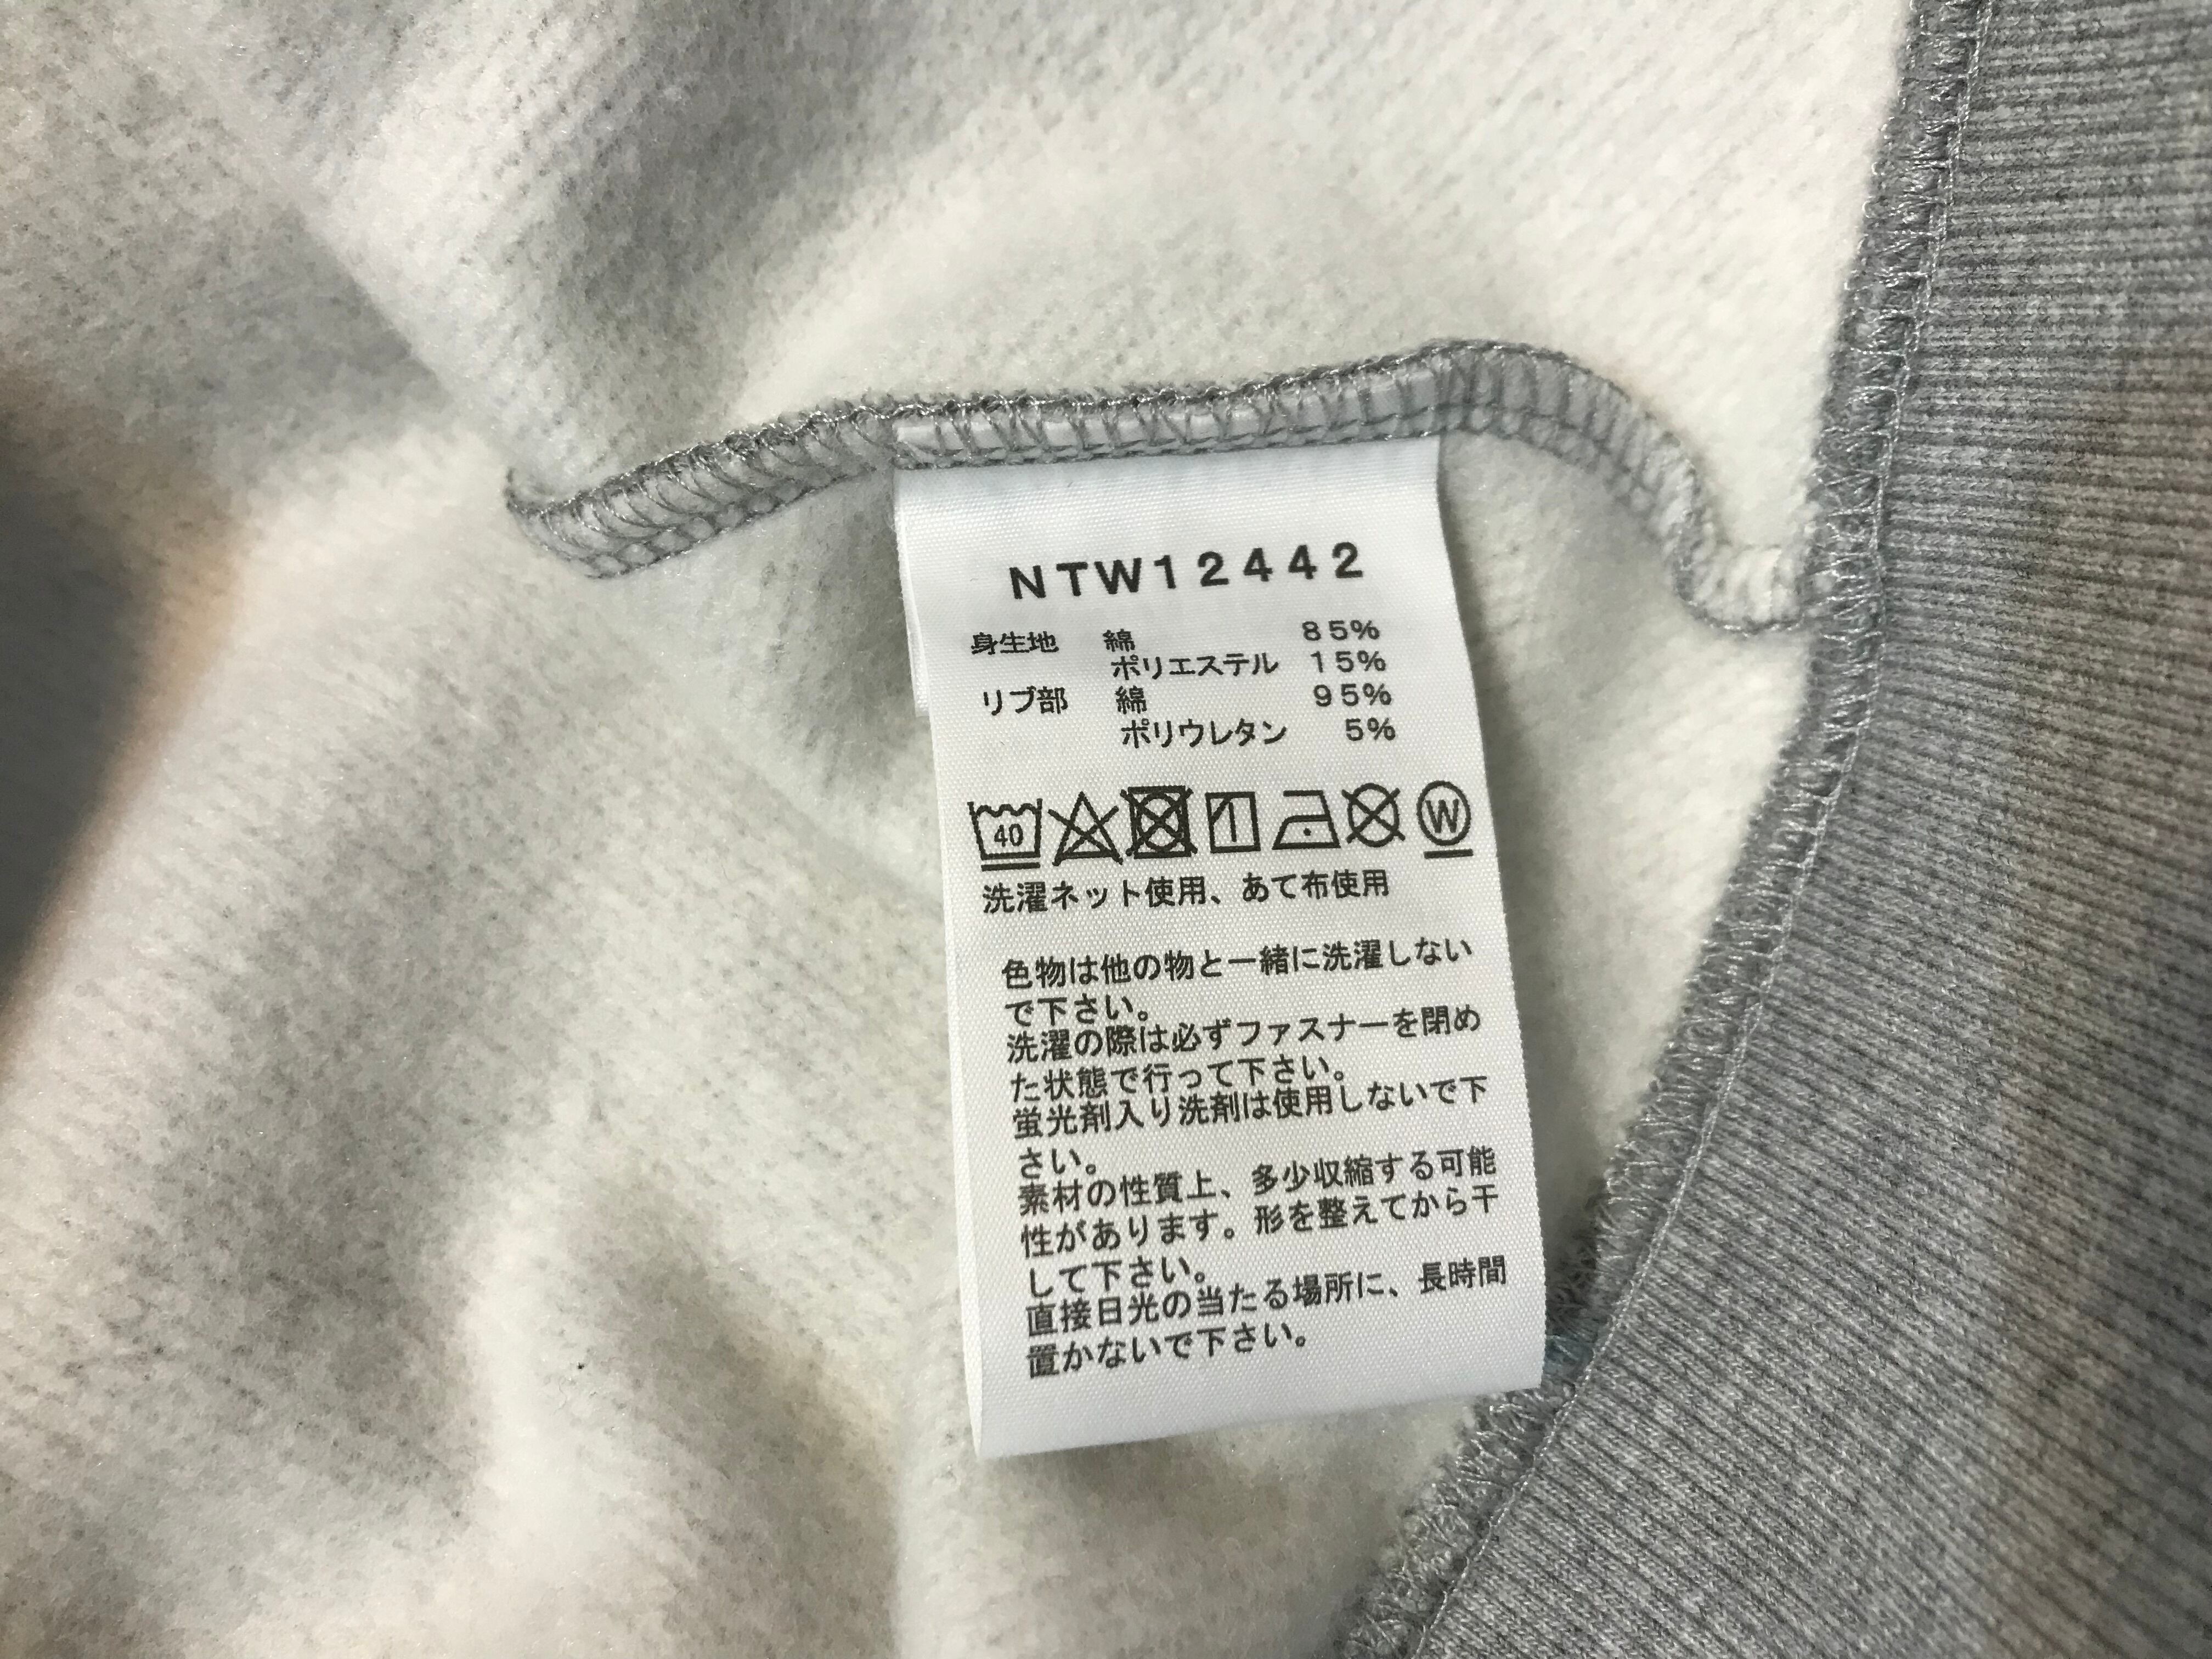 NTW12442
身生地 綿 85%
ポリエステル 15%
リブ部 綿 95%
ポリウレタン 5%
40 W
洗濯ネット使用、あて布使用
色物は他の物と一緒に洗濯しない
で下さい。
洗濯の際は必ずファスナーを閉め
た状態で行って下さい。
蛍光剤入り洗剤は使用しないで下
さい。
素材の性質上、多少収縮する可能
性があります。形を整えてから干
して下さい。
直接日光の当たる場所に、長時間
置かないで下さい。